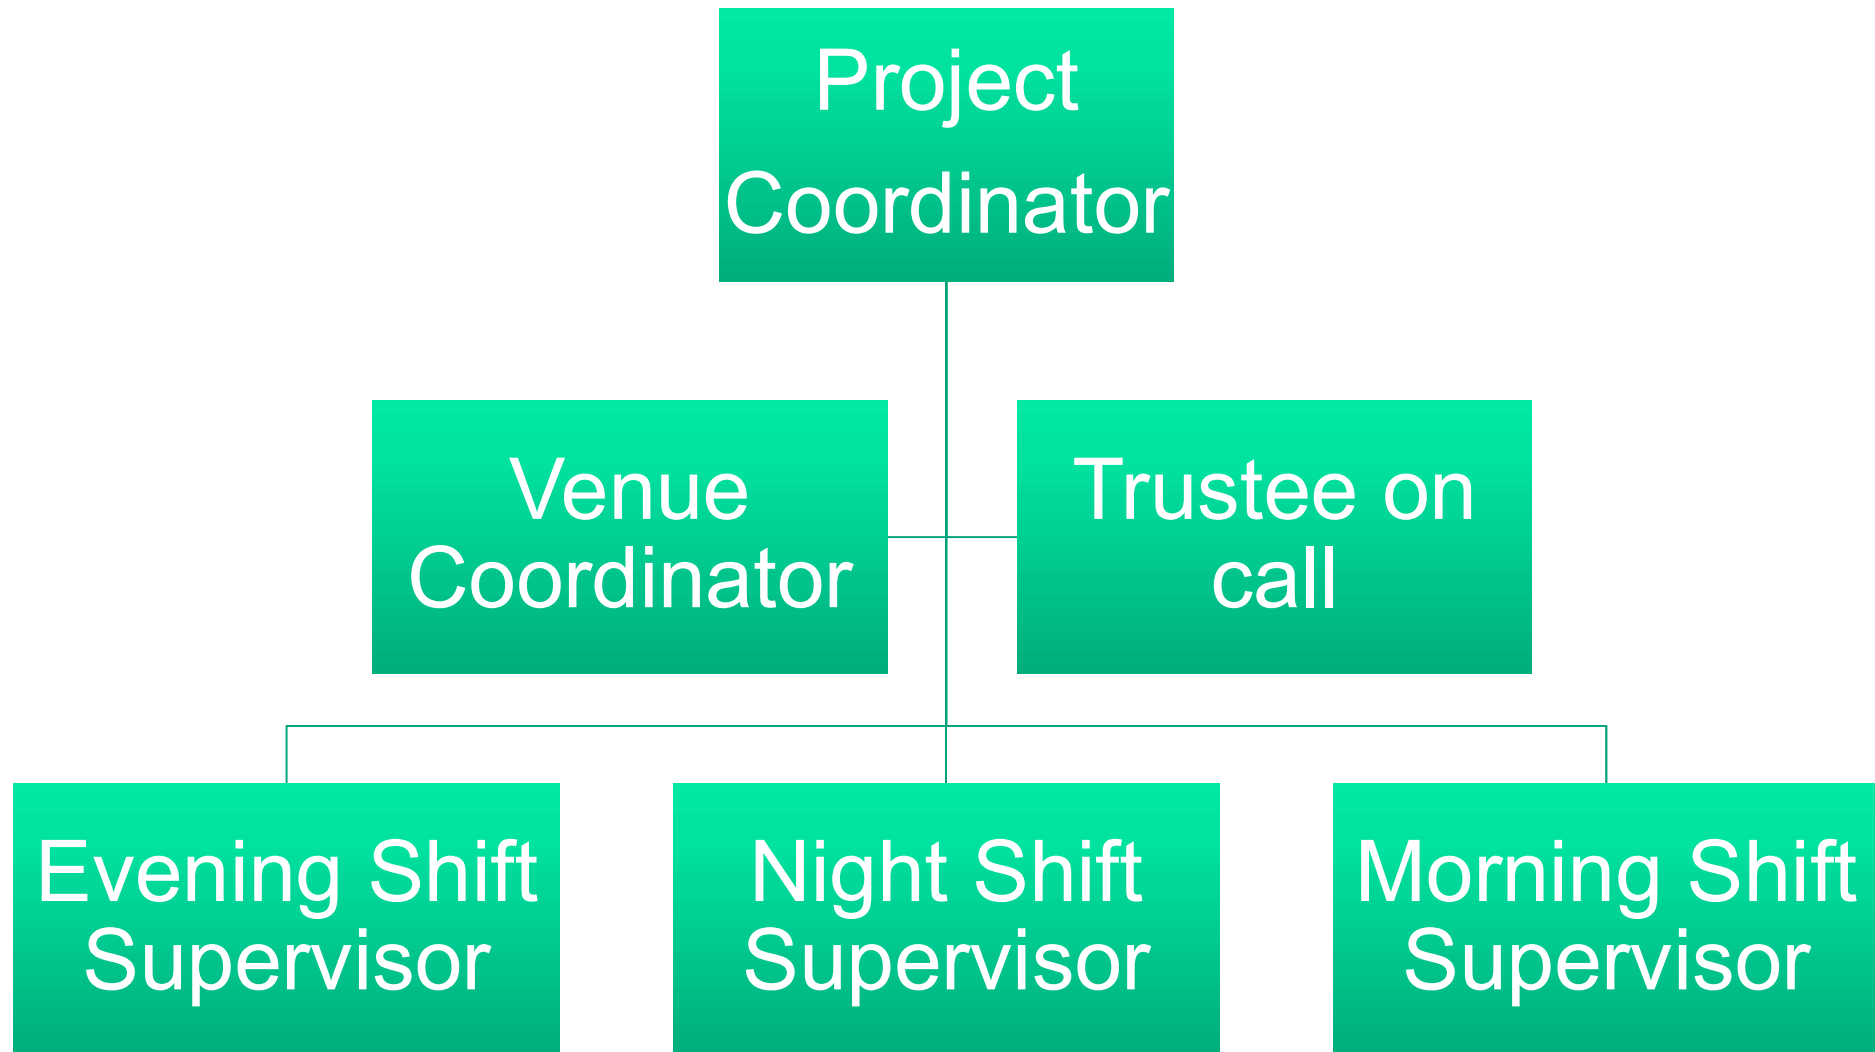 Project
Coordinator
Venue
Coordinator
Trustee on
call
Evening Shift
Supervisor
Night Shift
Supervisor
Morning Shift
Supervisor